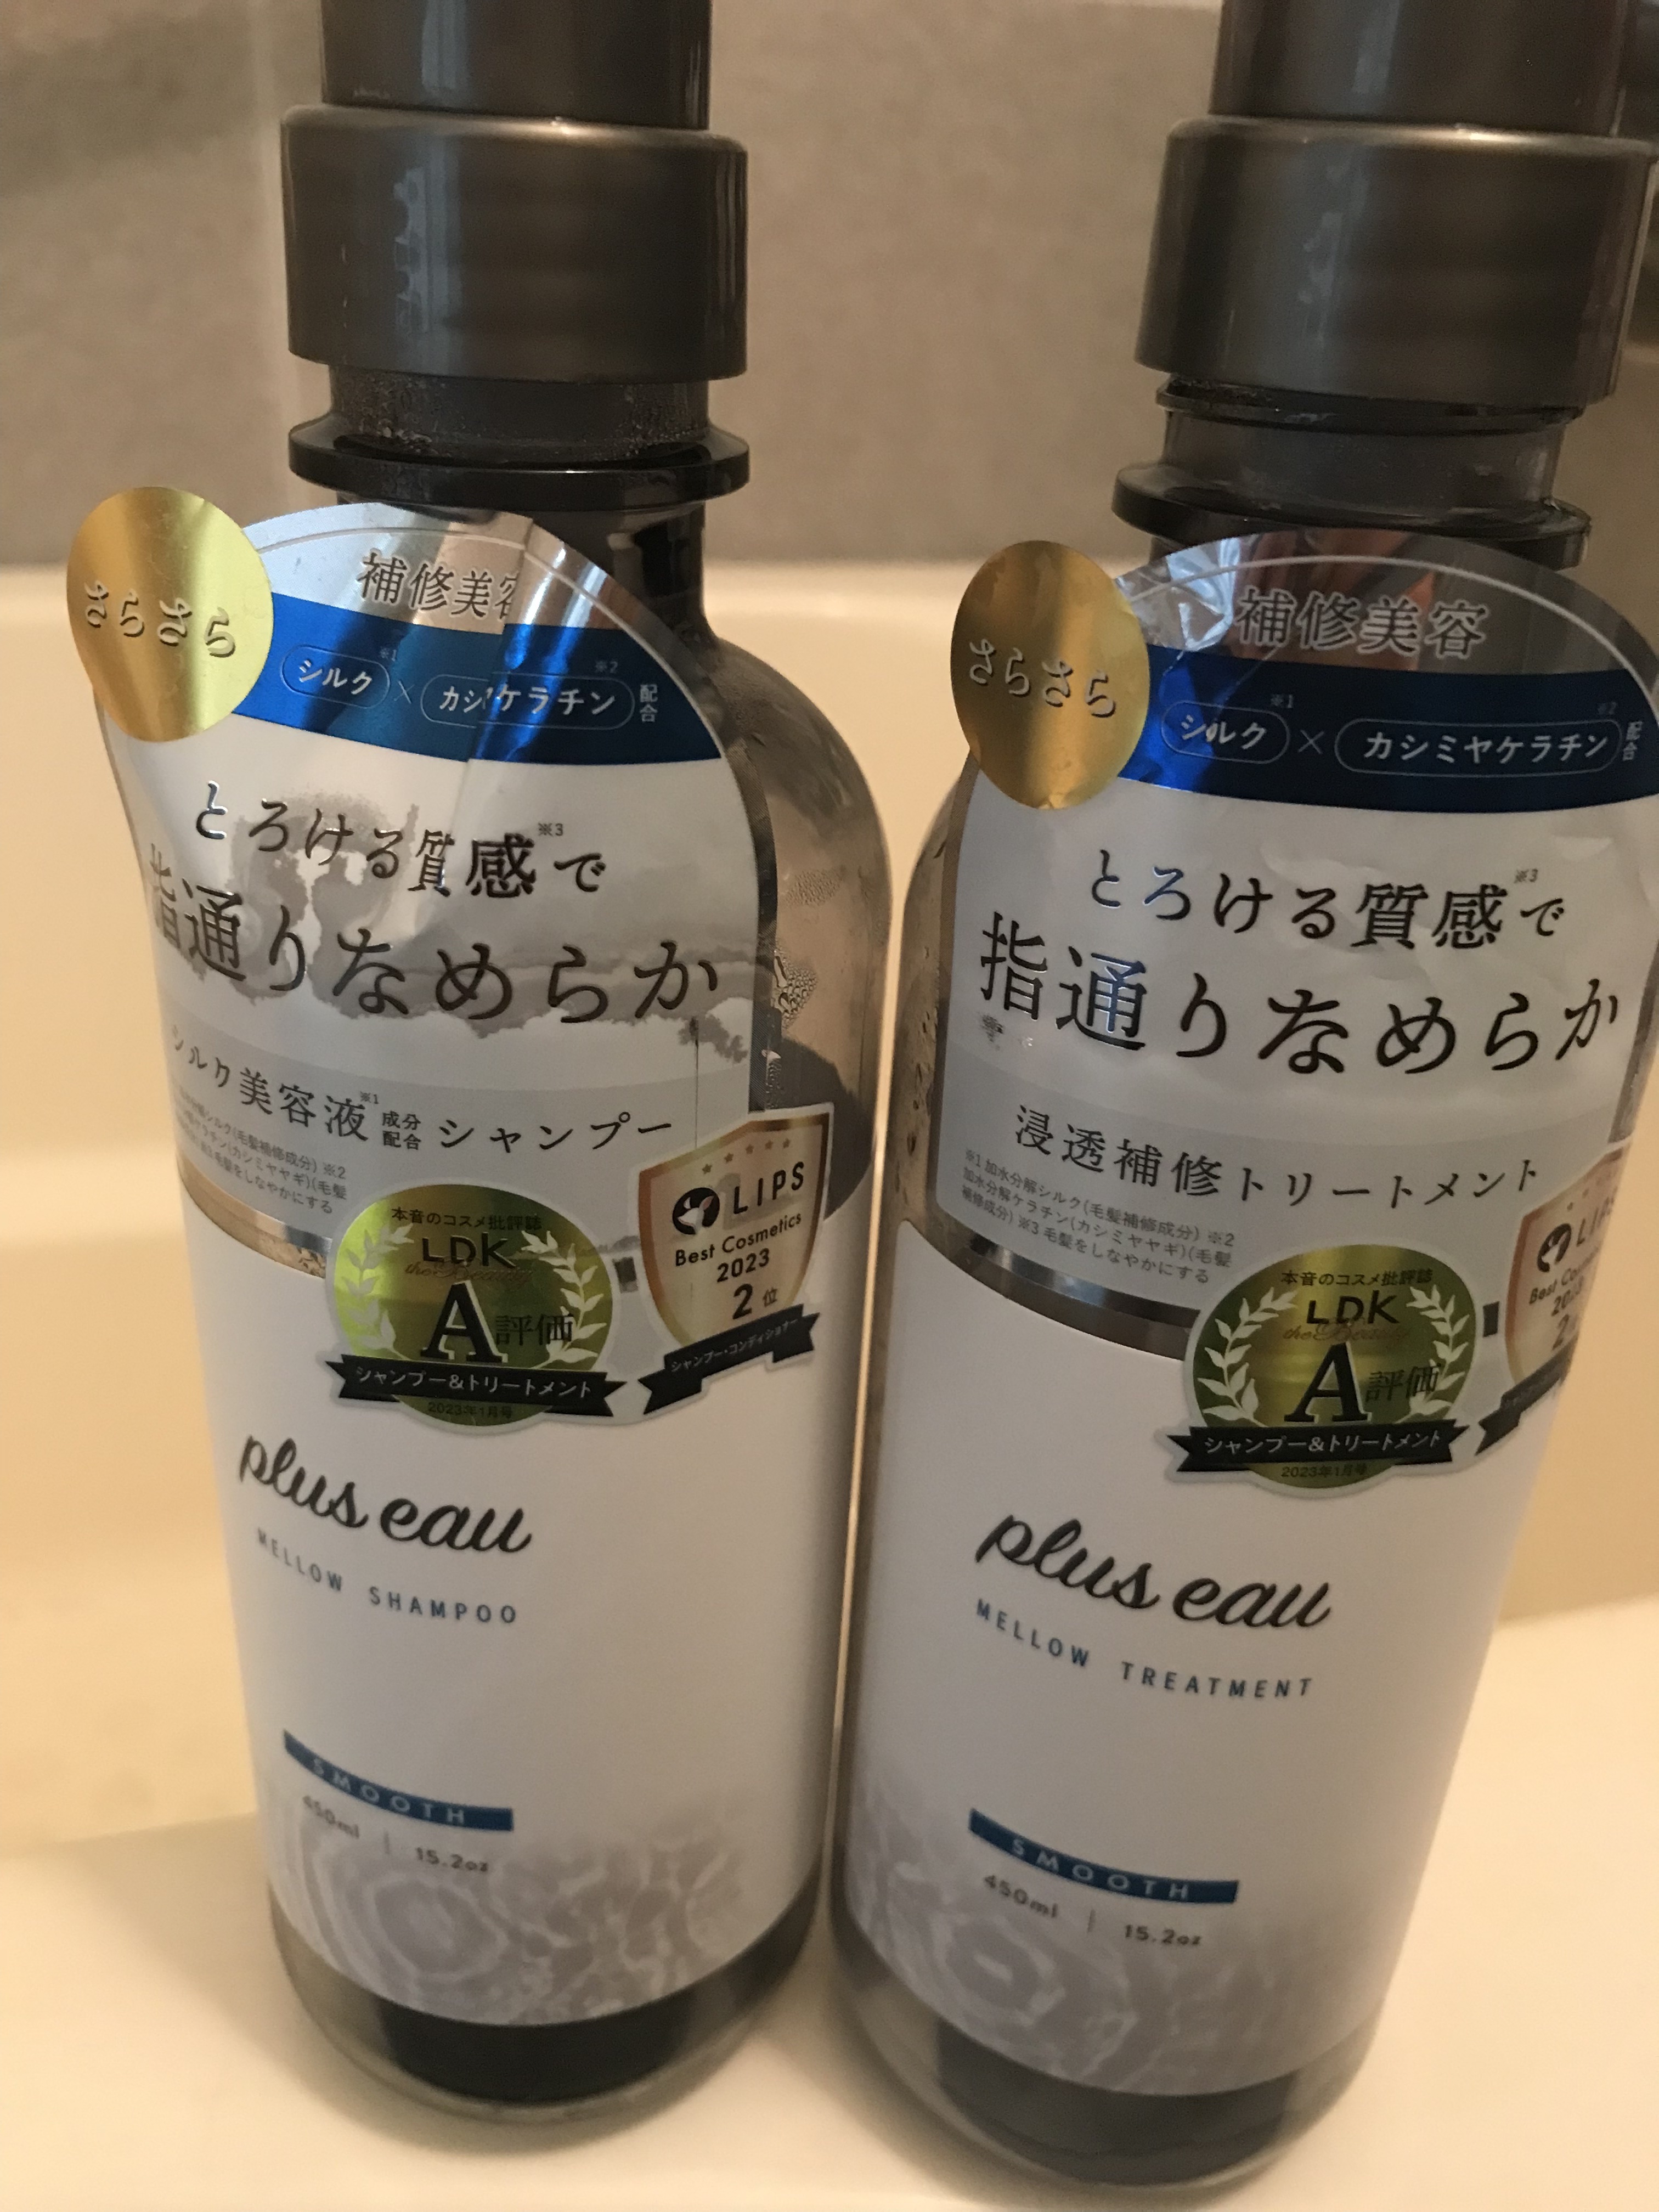 さらさら
補修美容
シルク※1×カシミヤケラチン※2配合
とろける質感※3で
指通りなめらか
シルク美容液※1成分配合シャンプー
本音のコスメ批評誌
LDK
the Beauty
A評価
シャンプー&トリートメント
2023年1月号
LIPS
Best Cosmetics
2023
2位
シャンプー・コンディショナー
plus eau
MELLOW SHAMPOO
SMOOTH
450ml | 15.2oz
さらさら
補修美容
シルク※1×カシミヤケラチン※2配合
とろける質感※3で
指通りなめらか
浸透補修トリートメント
※1 加水分解シルク(毛髪補修成分) ※2
加水分解ケラチン(カシミヤヤギ)(毛髪
補修成分) ※3 毛髪をしなやかにする
本音のコスメ批評誌
LDK
the Beauty
A評価
シャンプー&トリートメント
2023年1月号
LIPS
plus eau
MELLOW TREATMENT
SMOOTH
450ml | 15.2oz